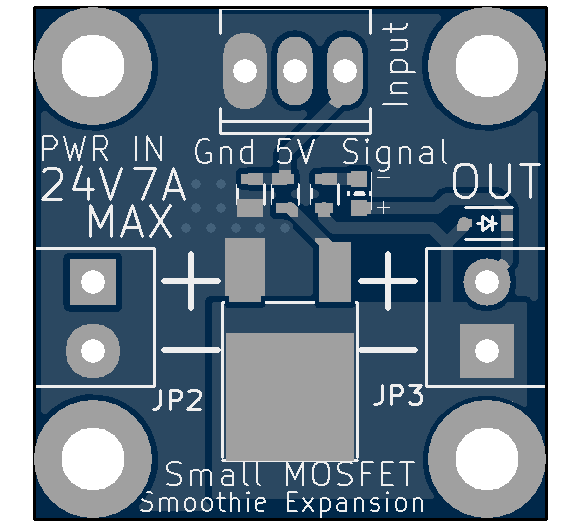 Input
PWR IN
Gnd 5V Signal
24V 7A
MAX
OUT
−
+
+ +
− −
JP2
JP3
Small MOSFET
Smoothie Expansion